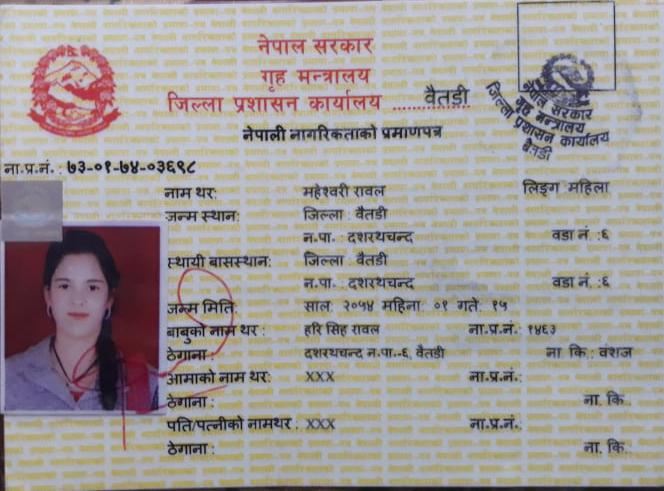 नेपाल सरकार
गृह मन्त्रालय
जिल्ला प्रशासन कार्यालय ........ वैतडी
नेपाली नागरिकताको प्रमाणपत्र
नेपाल सरकार
गृह मन्त्रालय
जिल्ला प्रशासन कार्यालय
बैतडी
ना.प्र.नं. : ७३-०१-७४-०३६९८
नाम थर: महेश्वरी रावल लिङ्ग महिला
जन्म स्थान: जिल्ला : वैतडी
न.पा. : दशरथचन्द वडा नं. :६
स्थायी बासस्थान: जिल्ला : वैतडी
न.पा. : दशरथचन्द वडा नं. :६
जन्म मिति: साल: २०५४ महिना: ०९ गते: १५
बाबुको नाम थर : हरि सिह रावल ना.प्र.नं.: १४६३
ठेगाना : दशरथचन्द न.पा.-६, वैतडी ना. कि.: वंशज
आमाको नाम थर: XXX ना.प्र.नं.:
ठेगाना : ना. कि.
पति/पत्नीको नामथर : XXX ना.प्र.नं.:
ठेगाना : ना. कि.